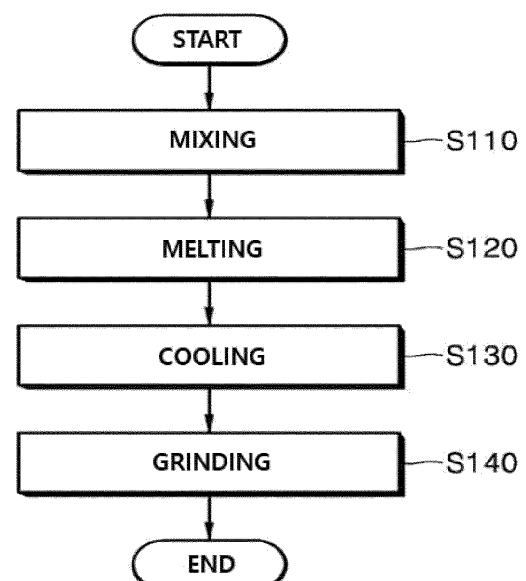 START
MIXING S110
MELTING S120
COOLING S130
GRINDING S140
END